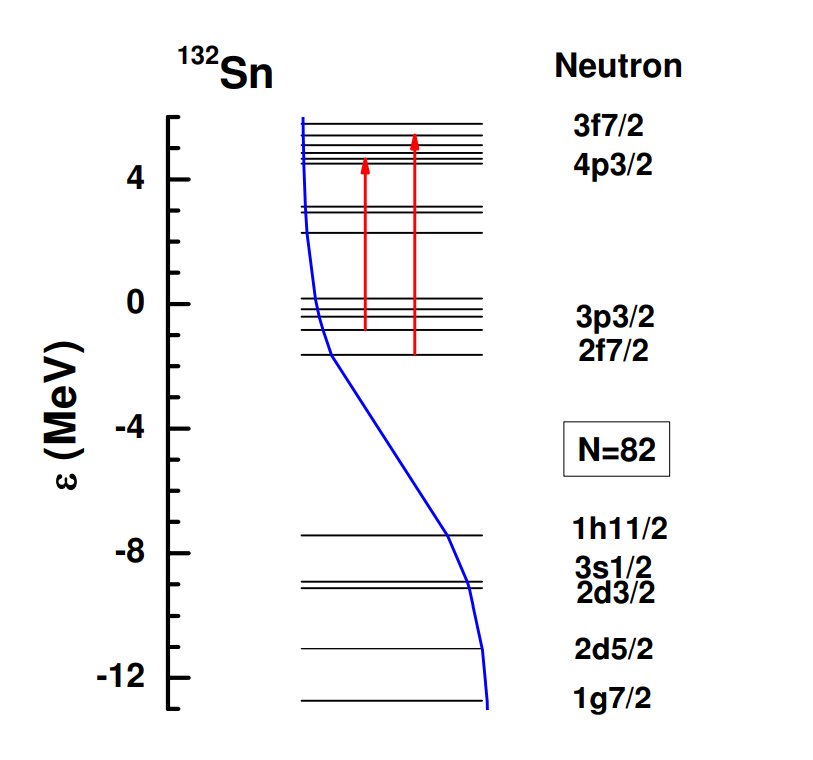 ¹³²Sn
Neutron
3f7/2
4p3/2
4
0
3p3/2
2f7/2
ε (MeV)
-4
N=82
1h11/2
-8
3s1/2
2d3/2
2d5/2
-12
1g7/2